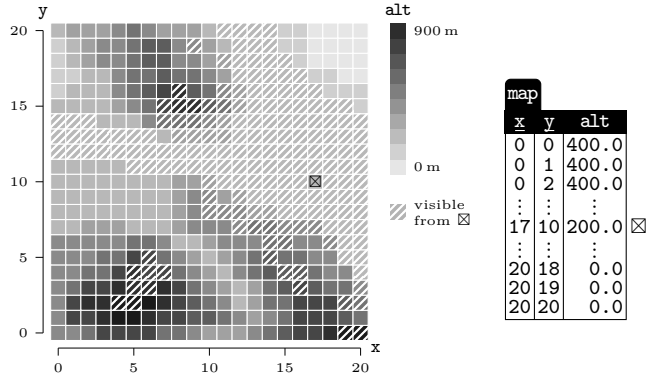 y
alt
20
15
10
5
0
0
5
10
15
20
x
900 m
0 m
visible
from ⊠
map
x y alt
0 0 400.0
0 1 400.0
0 2 400.0
⋮ ⋮ ⋮
17 10 200.0 ⊠
⋮ ⋮ ⋮
20 18 0.0
20 19 0.0
20 20 0.0